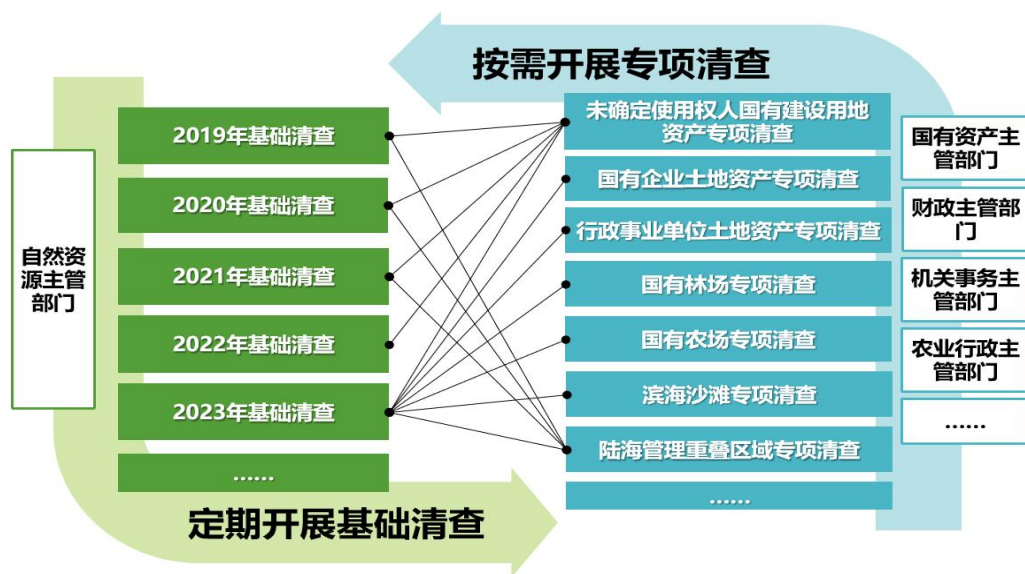 按需开展专项清查
自然资
源主管
部门
2019年基础清查
2020年基础清查
2021年基础清查
2022年基础清查
2023年基础清查
……
未确定使用权人国有建设用地
资产专项清查
国有企业土地资产专项清查
行政事业单位土地资产专项清查
国有林场专项清查
国有农场专项清查
滨海沙滩专项清查
陆海管理重叠区域专项清查
……
国有资产主
管部门
财政主管部
门
机关事务主
管部门
农业行政主
管部门
……
定期开展基础清查